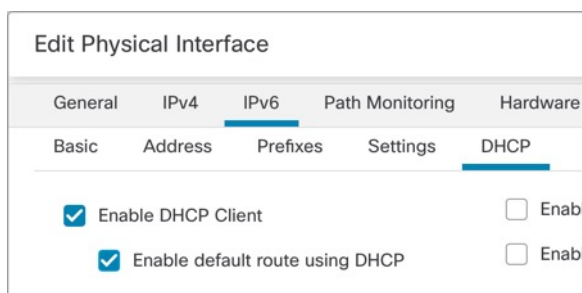 Edit Physical Interface
General IPv4 IPv6 Path Monitoring Hardware
Basic Address Prefixes Settings DHCP
Enable DHCP Client
Enable default route using DHCP